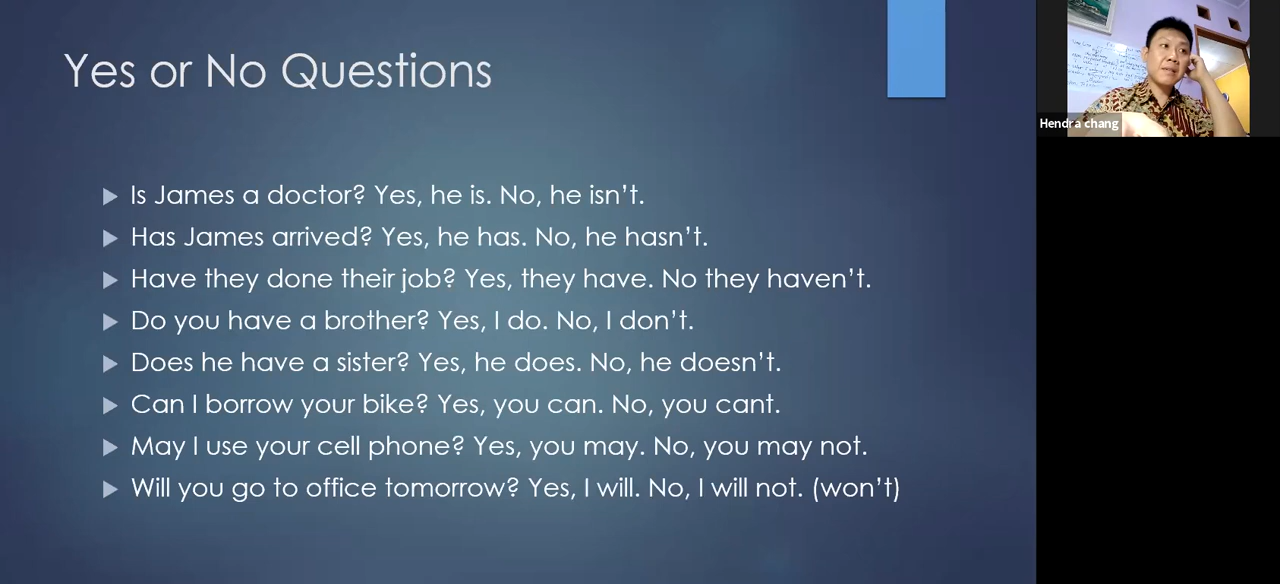 Yes or No Questions
Is James a doctor? Yes, he is. No, he isn’t.
Has James arrived? Yes, he has. No, he hasn’t.
Have they done their job? Yes, they have. No they haven’t.
Do you have a brother? Yes, I do. No, I don’t.
Does he have a sister? Yes, he does. No, he doesn’t.
Can I borrow your bike? Yes, you can. No, you cant.
May I use your cell phone? Yes, you may. No, you may not.
Will you go to office tomorrow? Yes, I will. No, I will not. (won’t)
Hendra chang